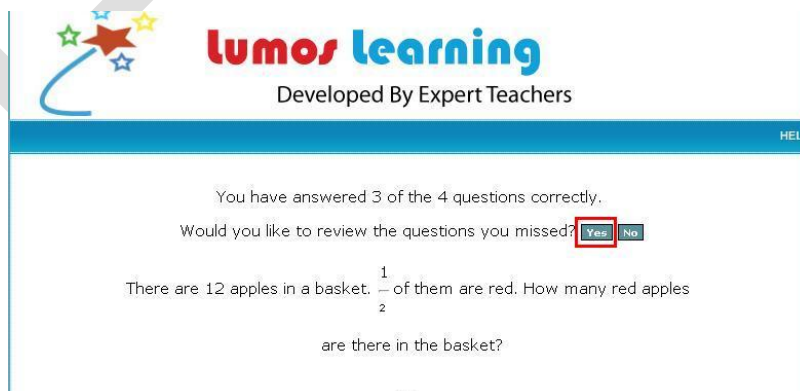 Lumos Learning
Developed By Expert Teachers
HEL
You have answered 3 of the 4 questions correctly.
Would you like to review the questions you missed? Yes No
There are 12 apples in a basket. 1/2 of them are red. How many red apples
are there in the basket?